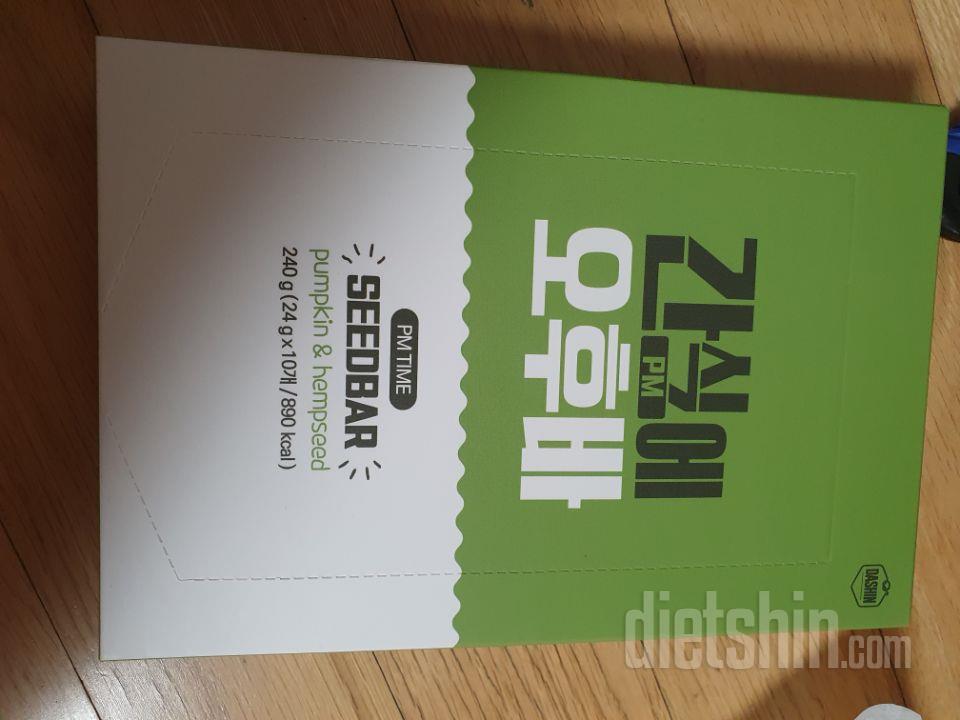 간심에
PM
오후바
PM TIME
SEEDBAR
pumpkin & hempseed
240 g (24 g x 10개 / 890 kcal)
DASHIN
dietshin.com